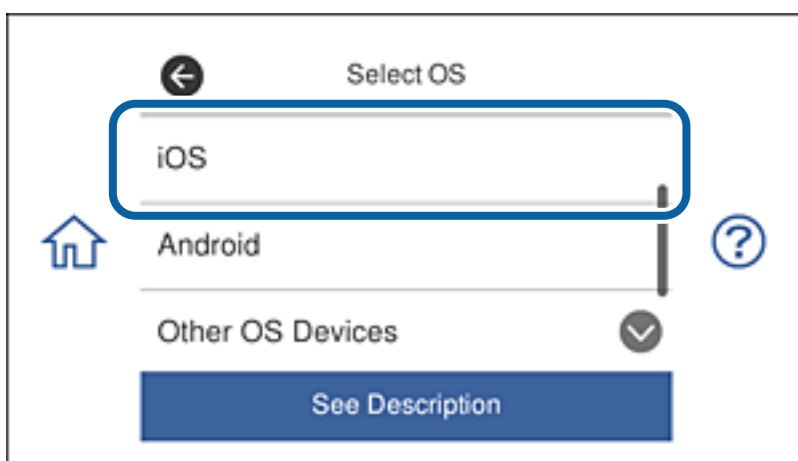 Select OS
iOS
Android
Other OS Devices
See Description
?